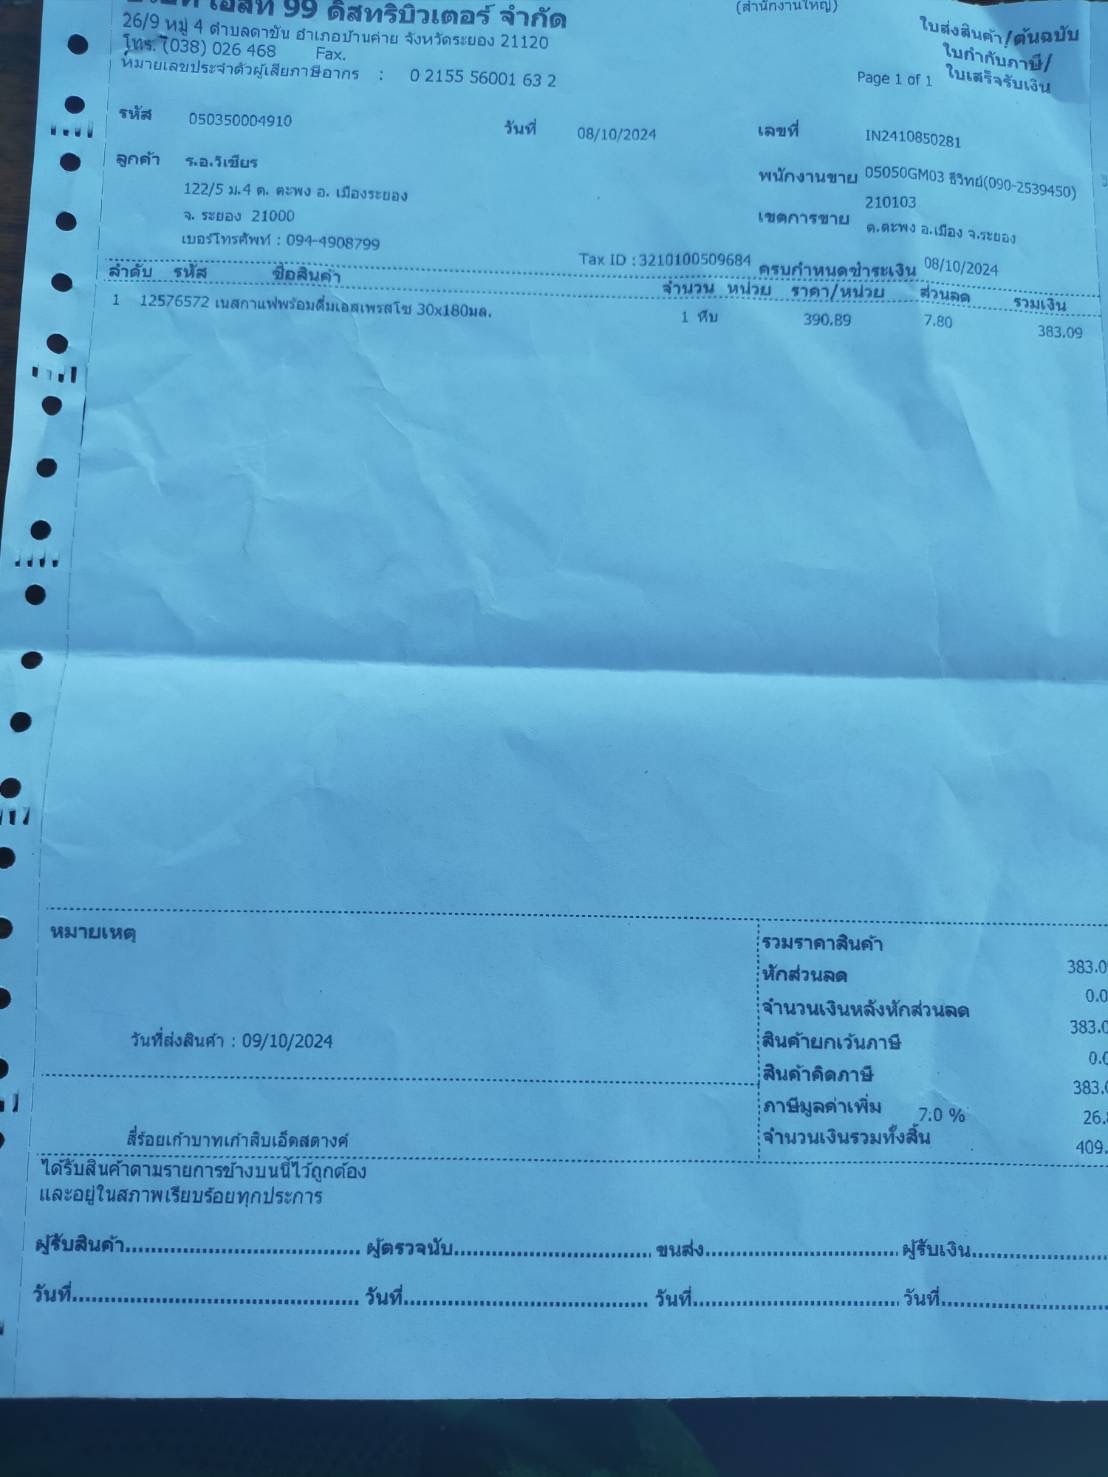 99 ดิสทริบิวเตอร์ จำกัด
(สำนักงานใหญ่)
26/9 หมู่ 4 ตำบลตาขัน อำเภอบ้านค่าย จังหวัดระยอง 21120
โทร. (038) 026 468 Fax.
หมายเลขประจำตัวผู้เสียภาษีอากร : 0 2155 56001 63 2
ใบส่งสินค้า/ต้นฉบับ
ใบกำกับภาษี/
Page 1 of 1 ใบเสร็จรับเงิน
รหัส 050350004910 วันที่ 08/10/2024 เลขที่ IN2410850281
ลูกค้า ร.อ.วิเชียร พนักงานขาย 05050GM03 ธิวิทย์(090-2539450)
122/5 ม.4 ต. ตะพง อ. เมืองระยอง 210103
จ. ระยอง 21000 เขตการขาย ต.ตะพง อ.เมือง จ.ระยอง
เบอร์โทรศัพท์ : 094-4908799 Tax ID : 3210100509684 ครบกำหนดชำระเงิน 08/10/2024
ลำดับ รหัส ชื่อสินค้า จำนวน หน่วย ราคา/หน่วย ส่วนลด รวมเงิน
1 12576572 เนสกาแฟพร้อมดื่มเอสเพรสโซ 30x180มล. 1 หีบ 390.89 7.80 383.09
หมายเหตุ
รวมราคาสินค้า 383.0
หักส่วนลด 0.0
จำนวนเงินหลังหักส่วนลด 383.0
วันที่ส่งสินค้า : 09/10/2024
สินค้ายกเว้นภาษี 0.0
สินค้าคิดภาษี 383.0
ภาษีมูลค่าเพิ่ม 7.0 % 26.
จำนวนเงินรวมทั้งสิ้น 409.
สี่ร้อยเก้าบาทเก้าสิบเอ็ดสตางค์
ได้รับสินค้าตามรายการข้างบนนี้ไว้ถูกต้อง
และอยู่ในสภาพเรียบร้อยทุกประการ
ผู้รับสินค้า........ ผู้ตรวจนับ........ ขนส่ง........ ผู้รับเงิน........
วันที่........ วันที่........ วันที่........ วันที่........